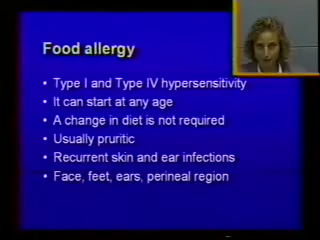 Food allergy
• Type I and Type IV hypersensitivity
• It can start at any age
• A change in diet is not required
• Usually pruritic
• Recurrent skin and ear infections
• Face, feet, ears, perineal region